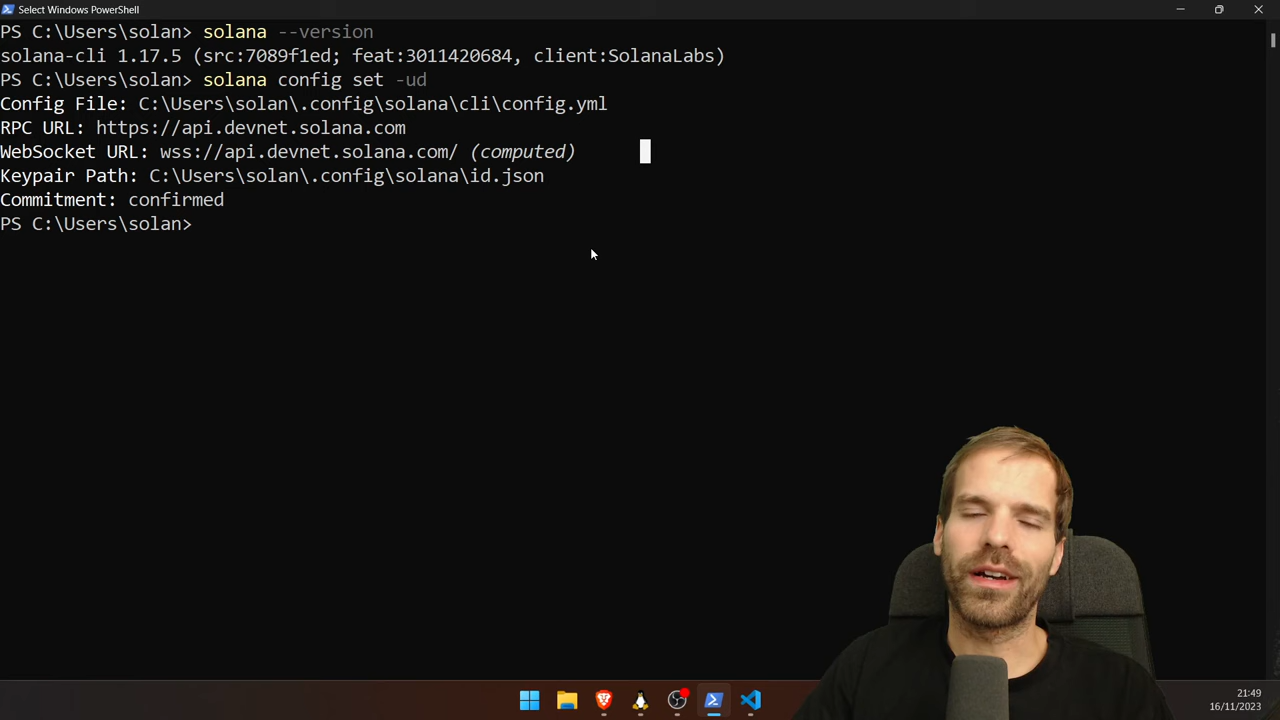 Select Windows PowerShell
PS C:\Users\solan> solana --version
solana-cli 1.17.5 (src:7089f1ed; feat:3011420684, client:SolanaLabs)
PS C:\Users\solan> solana config set -ud
Config File: C:\Users\solan\.config\solana\cli\config.yml
RPC URL: https://api.devnet.solana.com
WebSocket URL: wss://api.devnet.solana.com/ (computed)
Keypair Path: C:\Users\solan\.config\solana\id.json
Commitment: confirmed
PS C:\Users\solan>
21:49
16/11/2023